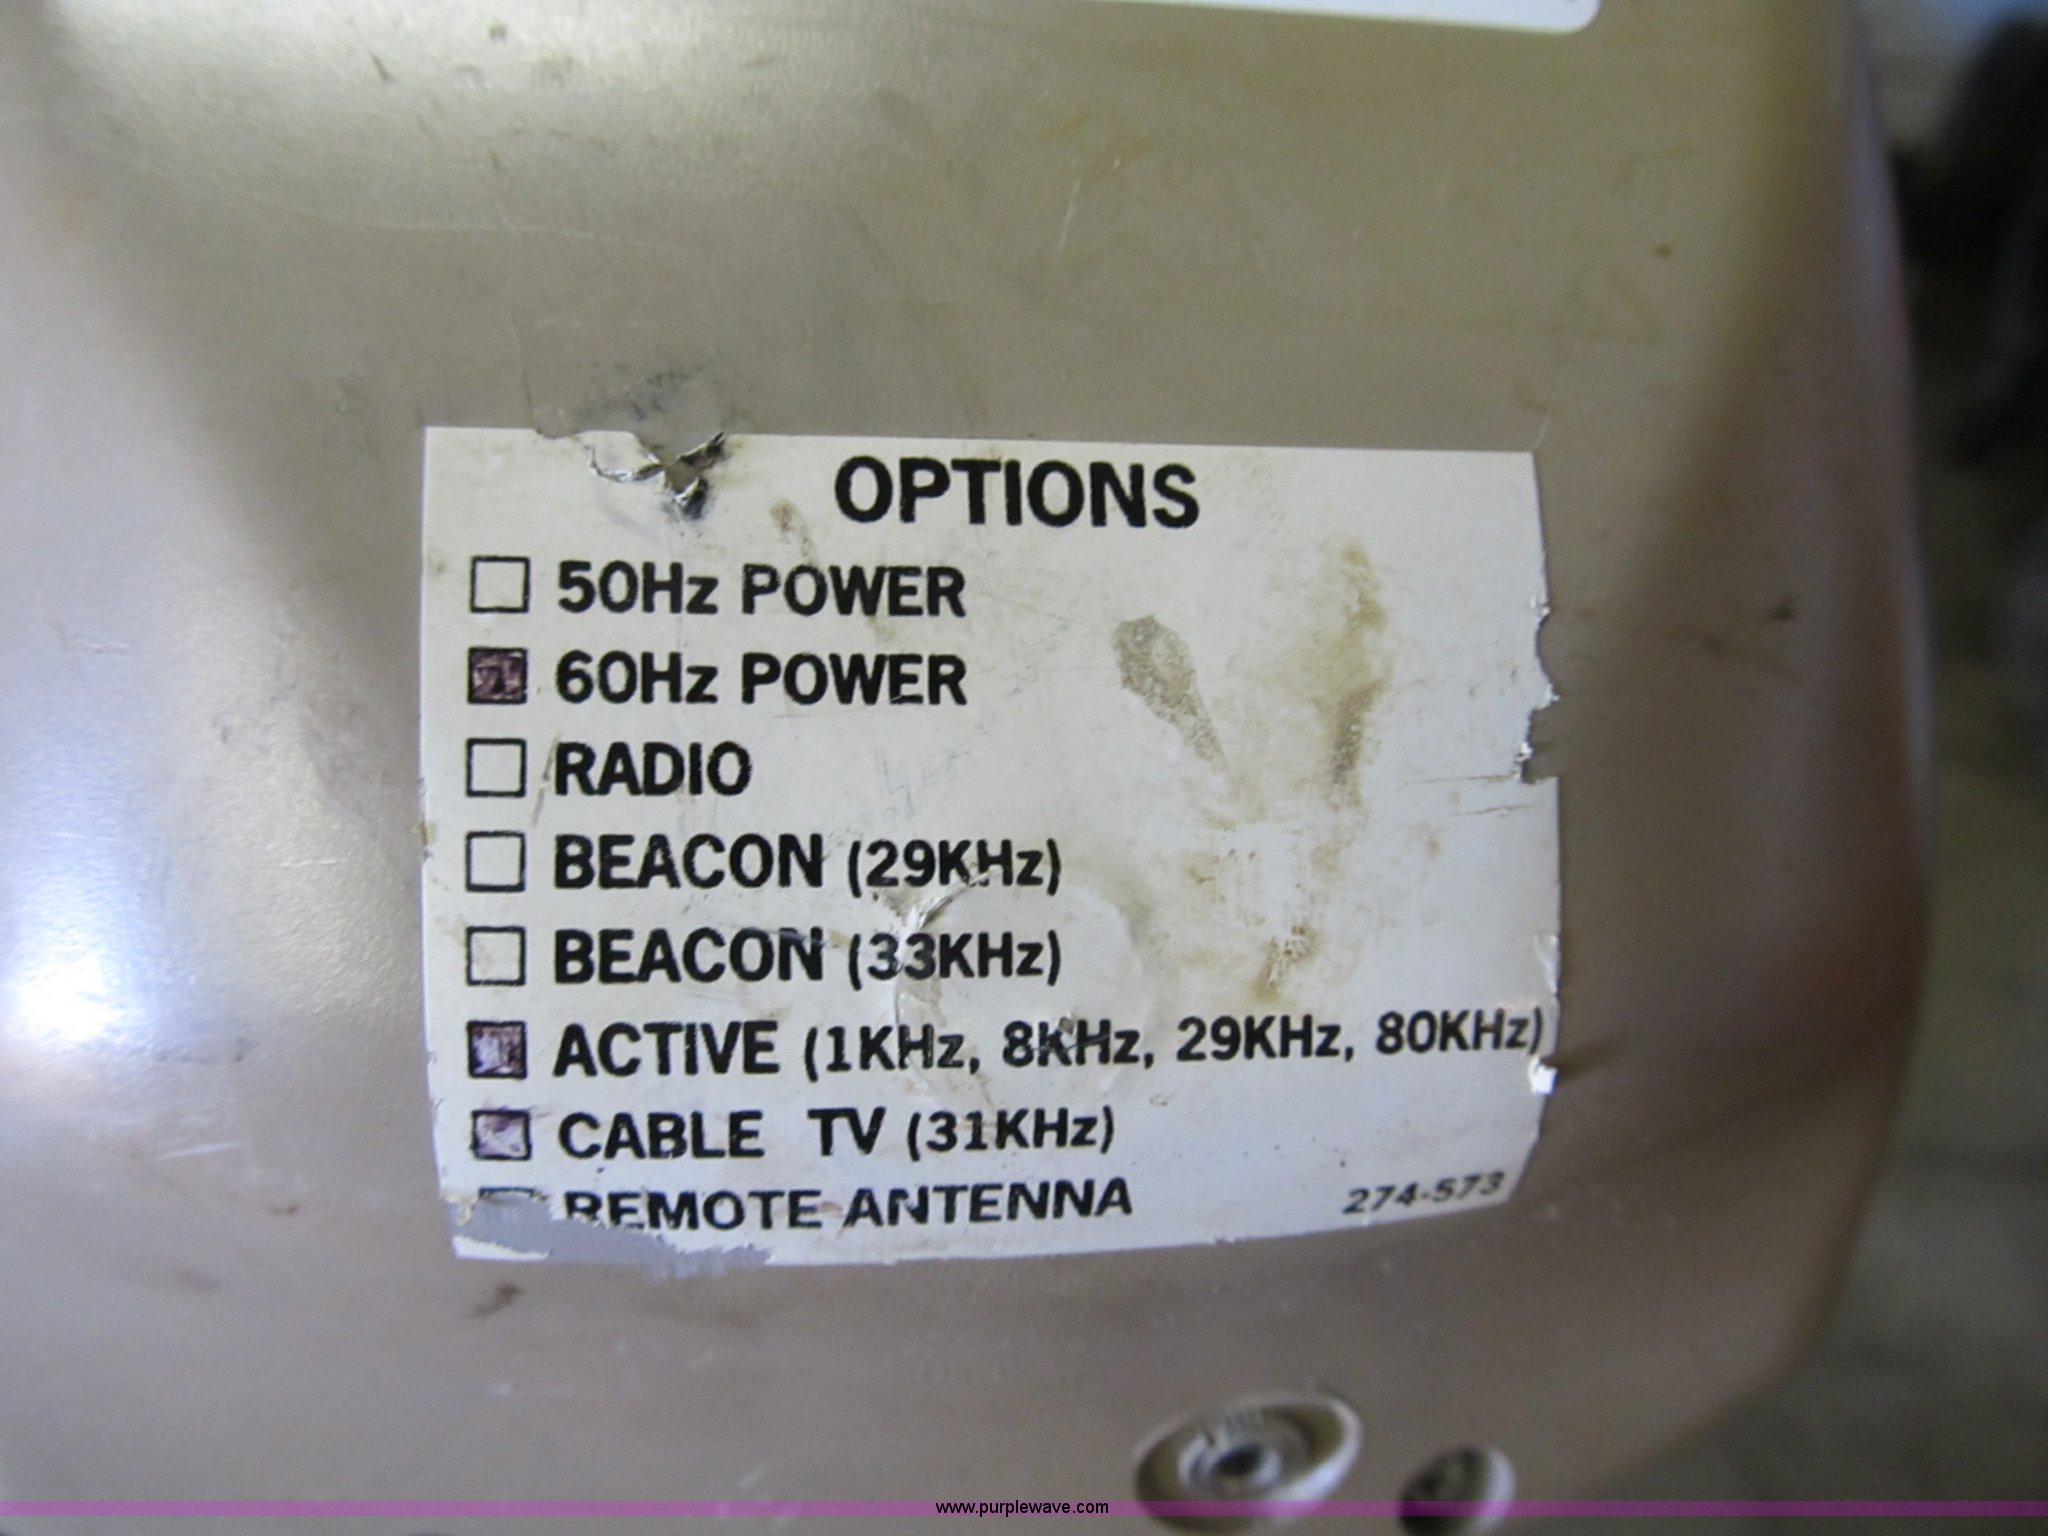 OPTIONS
50Hz POWER
60Hz POWER
RADIO
BEACON (29KHz)
BEACON (33KHz)
ACTIVE (1KHz, 8KHz, 29KHz, 80KHz)
CABLE TV (31KHz)
REMOTE ANTENNA 274-573
www.purplewave.com